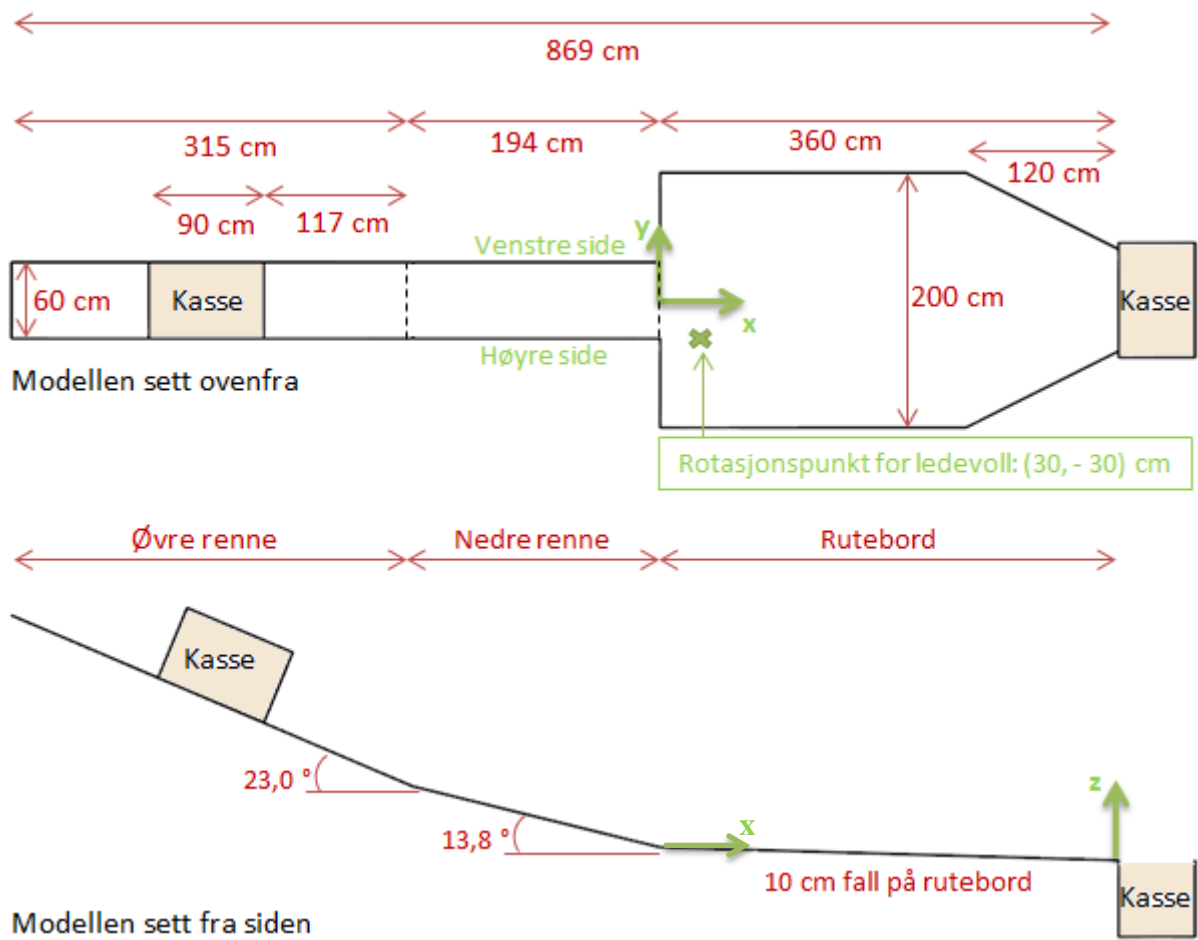 869 cm
315 cm
194 cm
360 cm
120 cm
90 cm
117 cm
Venstre side
y
60 cm
Kasse
200 cm
Kasse
x
Høyre side
Modellen sett ovenfra
Rotasjonspunkt for ledevoll: (30, - 30) cm
Øvre renne
Nedre renne
Rutebord
Kasse
23,0 °
z
13,8 °
x
10 cm fall på rutebord
Kasse
Modellen sett fra siden